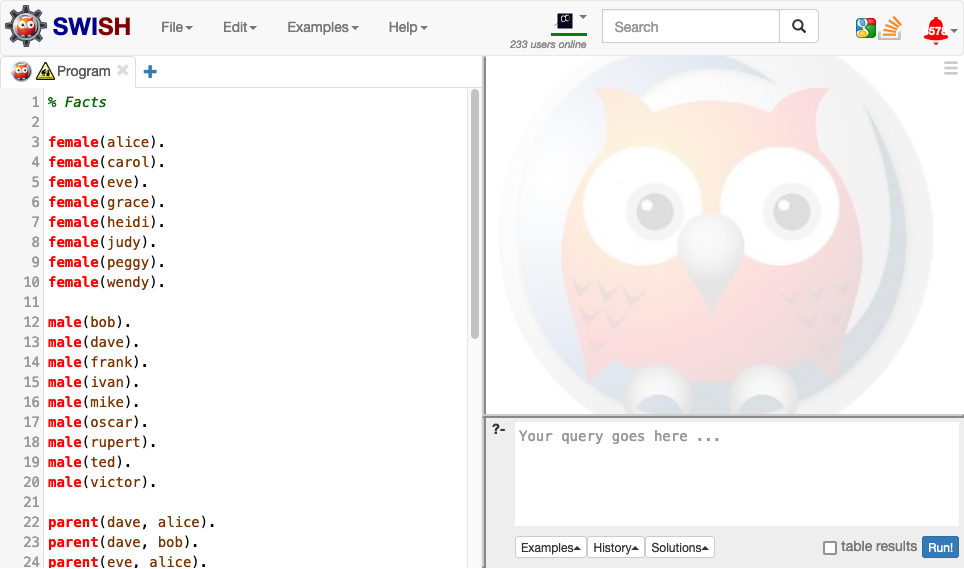 SWISH File Edit Examples Help 233 users online Search
Program
1 % Facts
2
3 female(alice).
4 female(carol).
5 female(eve).
6 female(grace).
7 female(heidi).
8 female(judy).
9 female(peggy).
10 female(wendy).
11
12 male(bob).
13 male(dave).
14 male(frank).
15 male(ivan).
16 male(mike).
17 male(oscar).
18 male(rupert).
19 male(ted).
20 male(victor).
21
22 parent(dave, alice).
23 parent(dave, bob).
24 parent(eve, alice).
?- Your query goes here ...
Examples History Solutions table results Run!